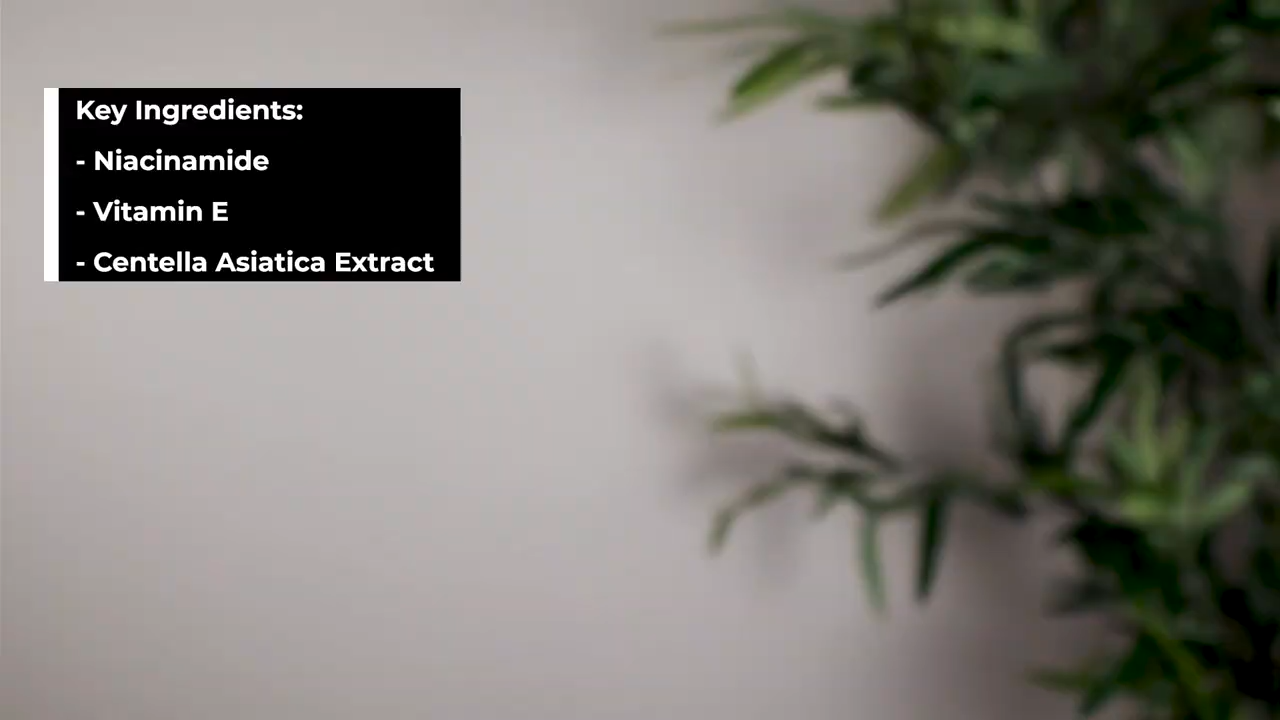 Key Ingredients:
- Niacinamide
- Vitamin E
- Centella Asiatica Extract